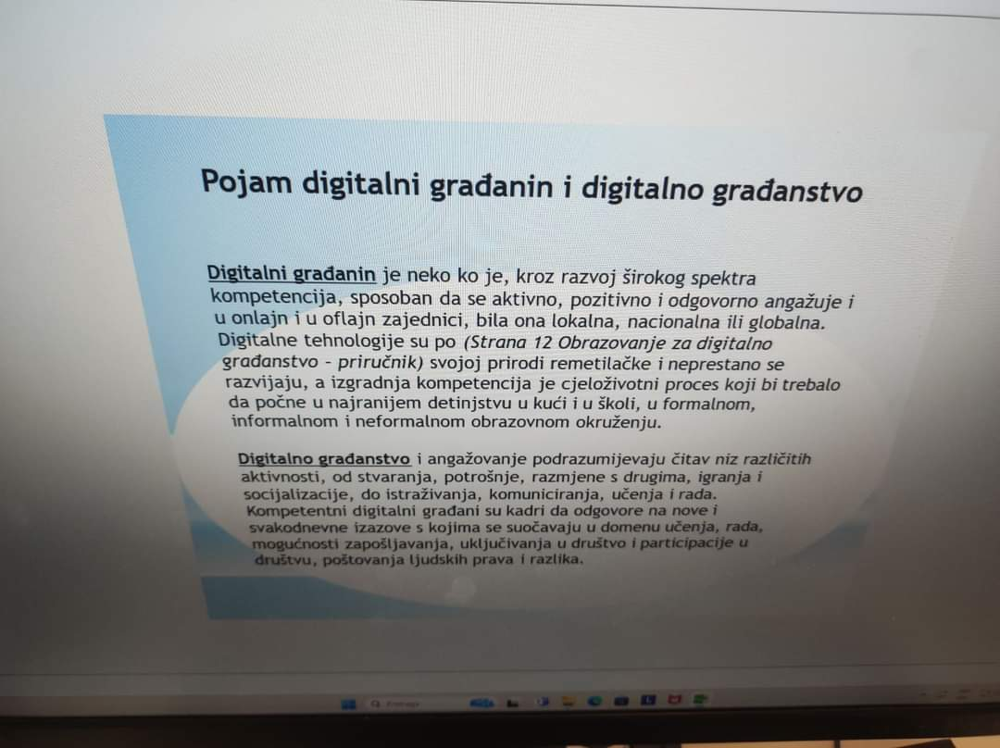 Pojam digitalni građanin i digitalno građanstvo
Digitalni građanin je neko ko je, kroz razvoj širokog spektra
kompetencija, sposoban da se aktivno, pozitivno i odgovorno angažuje i
u onlajn i u oflajn zajednici, bila ona lokalna, nacionalna ili globalna.
Digitalne tehnologije su po (Strana 12 Obrazovanje za digitalno
građanstvo - priručnik) svojoj prirodi remetilačke i neprestano se
razvijaju, a izgradnja kompetencija je cjeloživotni proces koji bi trebalo
da počne u najranijem detinjstvu u kući i u školi, u formalnom,
informalnom i neformalnom obrazovnom okruženju.
Digitalno građanstvo i angažovanje podrazumijevaju čitav niz različitih
aktivnosti, od stvaranja, potrošnje, razmjene s drugima, igranja i
socijalizacije, do istraživanja, komuniciranja, učenja i rada.
Kompetentni digitalni građani su kadri da odgovore na nove i
svakodnevne izazove s kojima se suočavaju u domenu učenja, rada,
mogućnosti zapošljavanja, uključivanja u društvo i participacije u
društvu, poštovanja ljudskih prava i razlika.